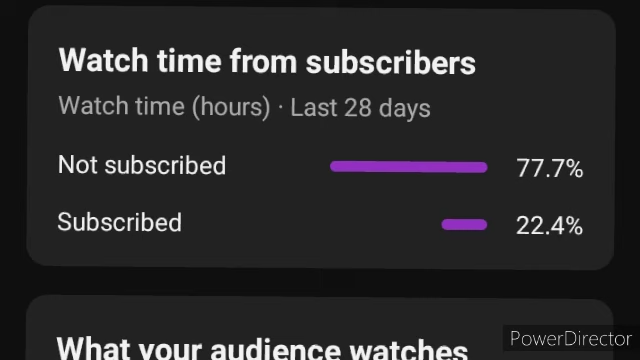 Watch time from subscribers
Watch time (hours) · Last 28 days
Not subscribed 77.7%
Subscribed 22.4%
What your audience watches
PowerDirector